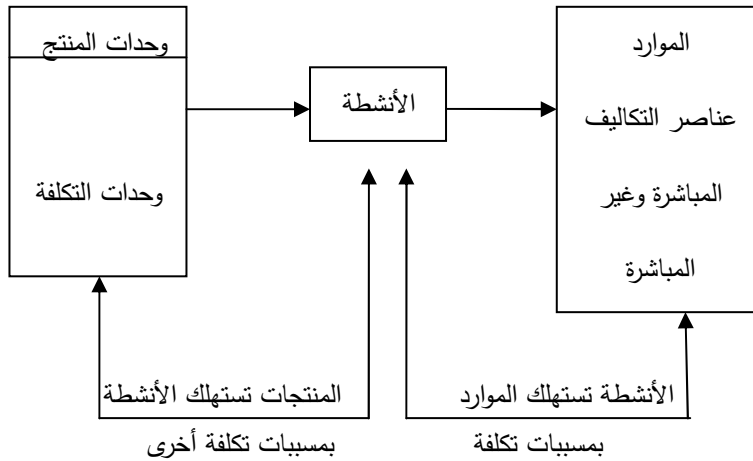 الموارد
عناصر التكاليف
المباشرة وغير
المباشرة
الأنشطة
وحدات المنتج
وحدات التكلفة
الأنشطة تستهلك الموارد
بمسببات تكلفة
المنتجات تستهلك الأنشطة
بمسببات تكلفة أخرى